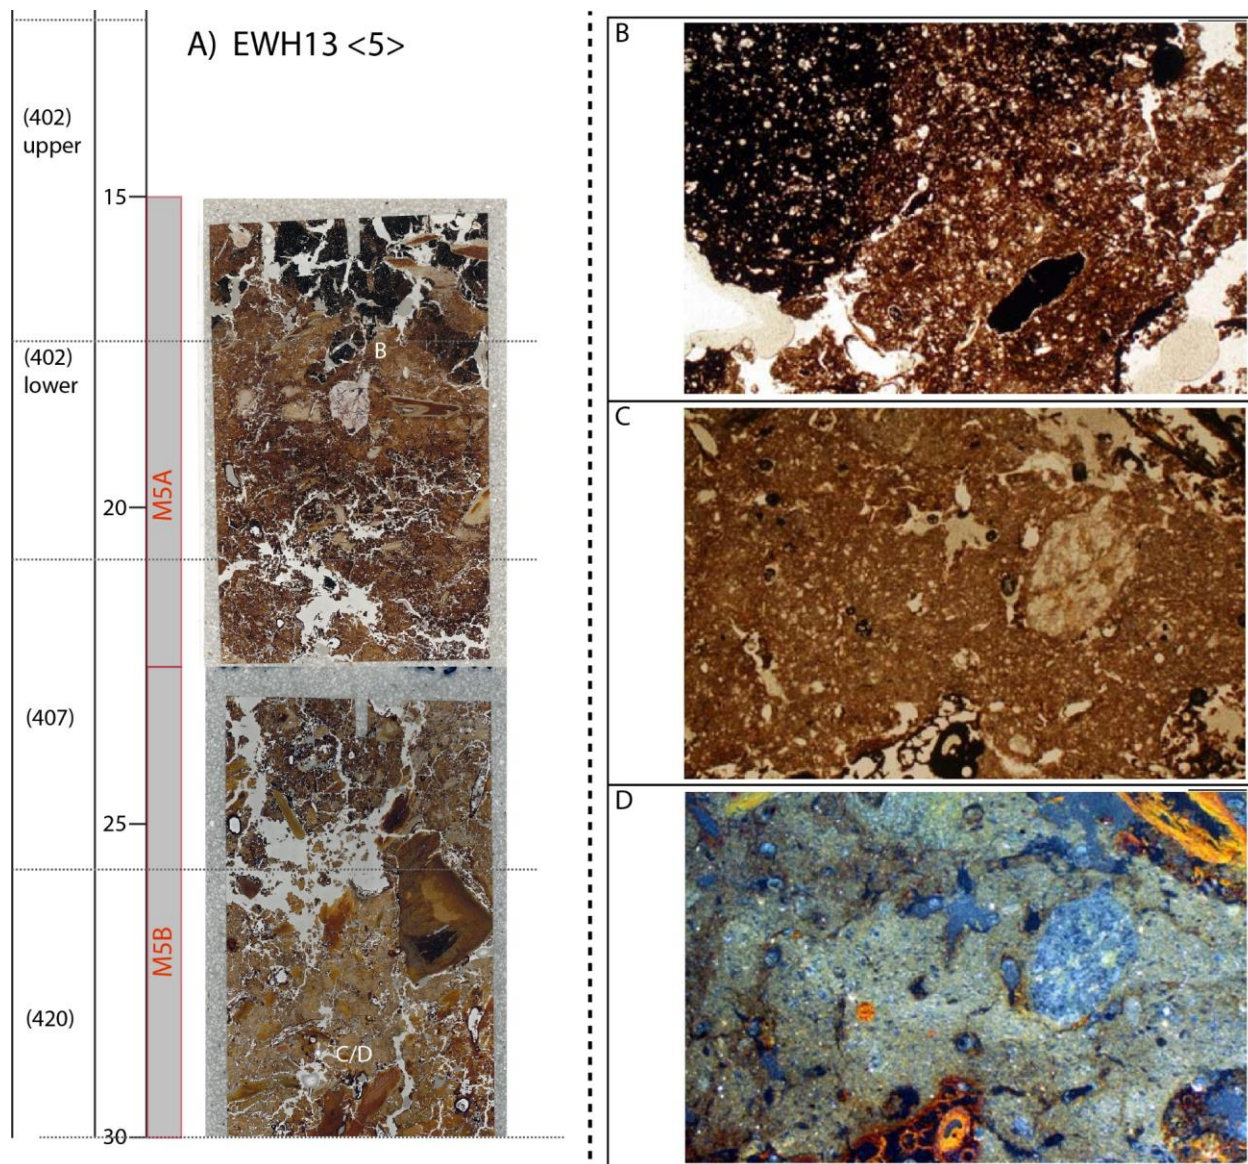 A) EWH13 <5>
(402)
upper
15
(402)
lower
B
M5A
20
(407)
25
M5B
(420)
C/D
30
B
C
D